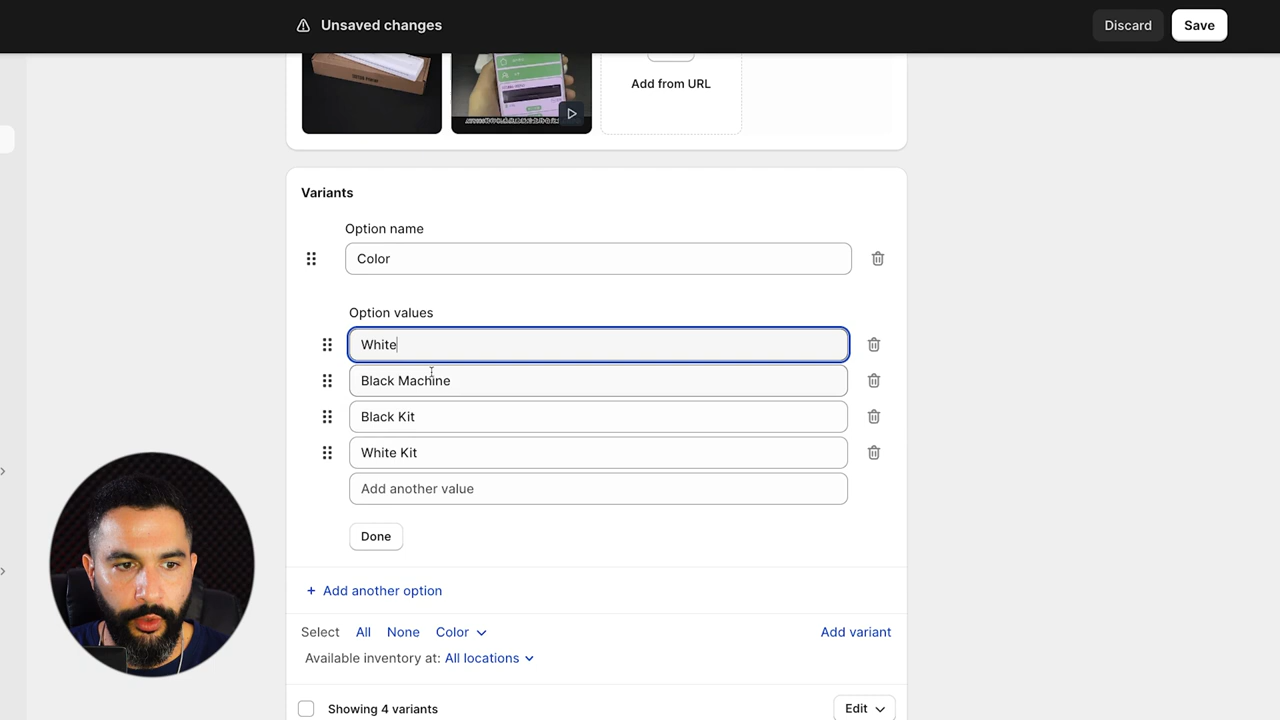 Unsaved changes
Discard
Save
Add from URL
Variants
Option name
Color
Option values
White
Black Machine
Black Kit
White Kit
Add another value
Done
+ Add another option
Select All None Color
Add variant
Available inventory at: All locations
Showing 4 variants
Edit